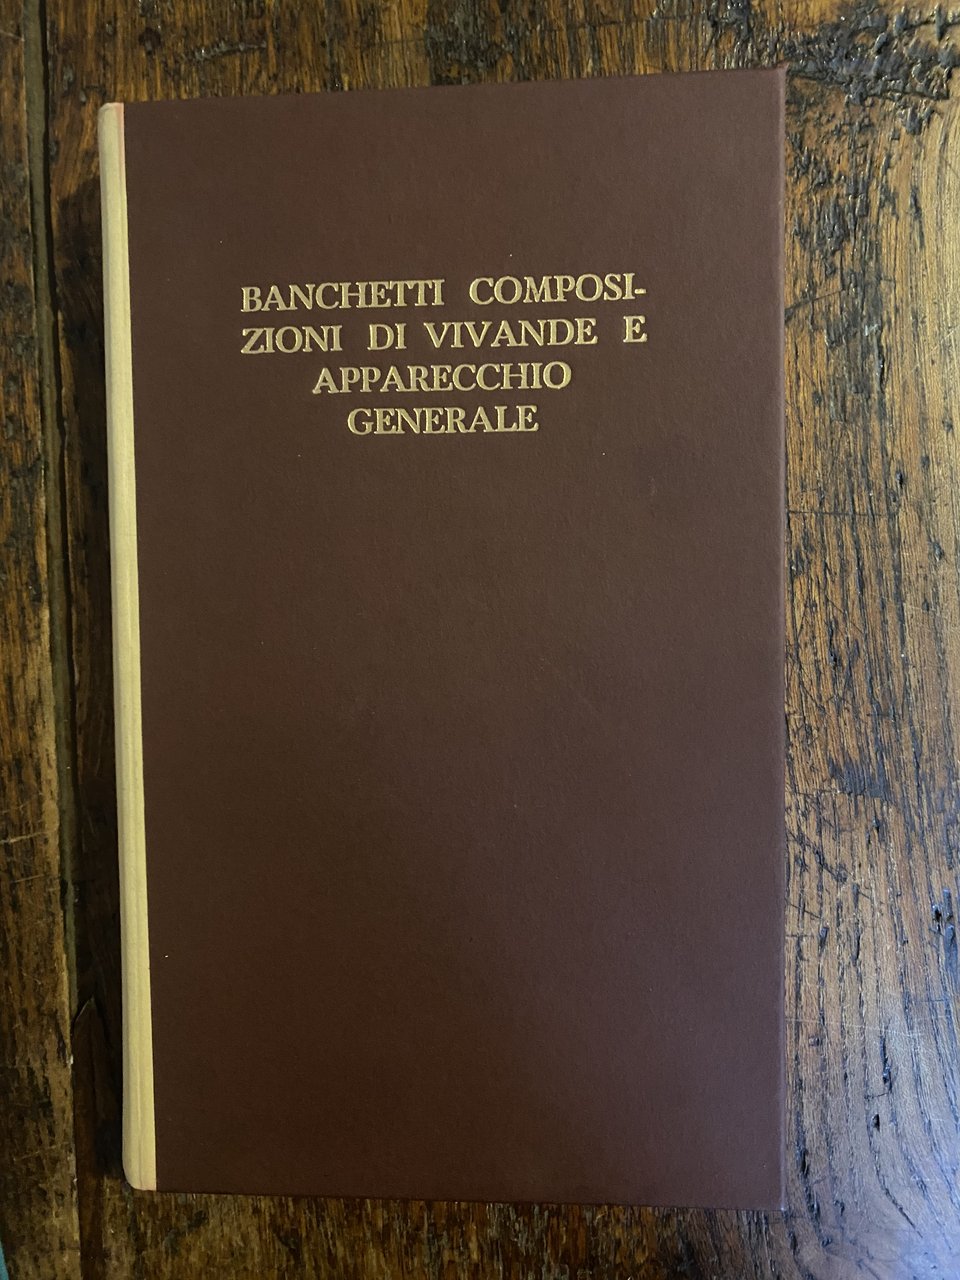 BANCHETTI COMPOSI-
ZIONI DI VIVANDE E
APPARECCHIO
GENERALE